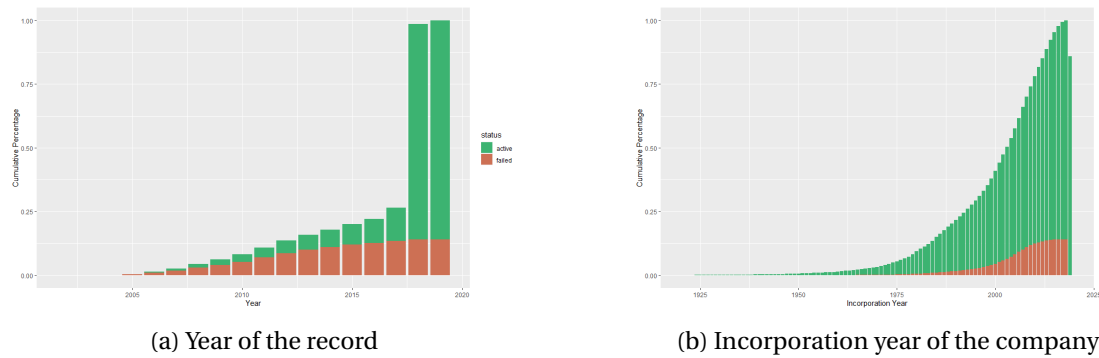 1.00
0.75
0.50
0.25
0.00
Cumulative Percentage
2005
2010
2015
2020
Year
status
active
failed
(a) Year of the record
1.00
0.75
0.50
0.25
0.00
Cumulative Percentage
1925
1950
1975
2000
2025
Incorporation Year
(b) Incorporation year of the company